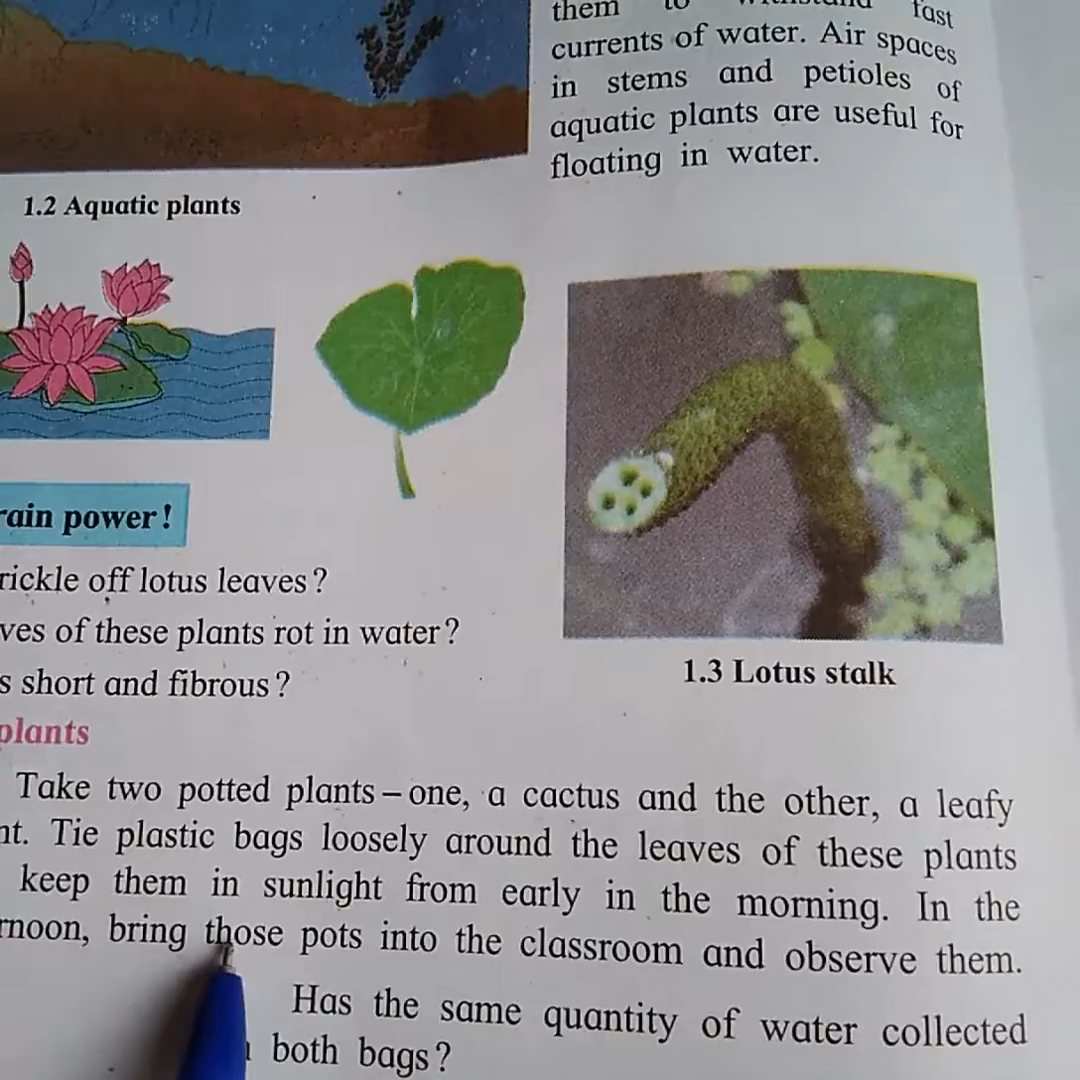 them to withstand fast
currents of water. Air spaces
in stems and petioles of
aquatic plants are useful for
floating in water.
1.2 Aquatic plants
rain power!
rickle off lotus leaves?
ves of these plants rot in water?
s short and fibrous?
1.3 Lotus stalk
plants
Take two potted plants – one, a cactus and the other, a leafy
nt. Tie plastic bags loosely around the leaves of these plants
keep them in sunlight from early in the morning. In the
rnoon, bring those pots into the classroom and observe them.
Has the same quantity of water collected
both bags?